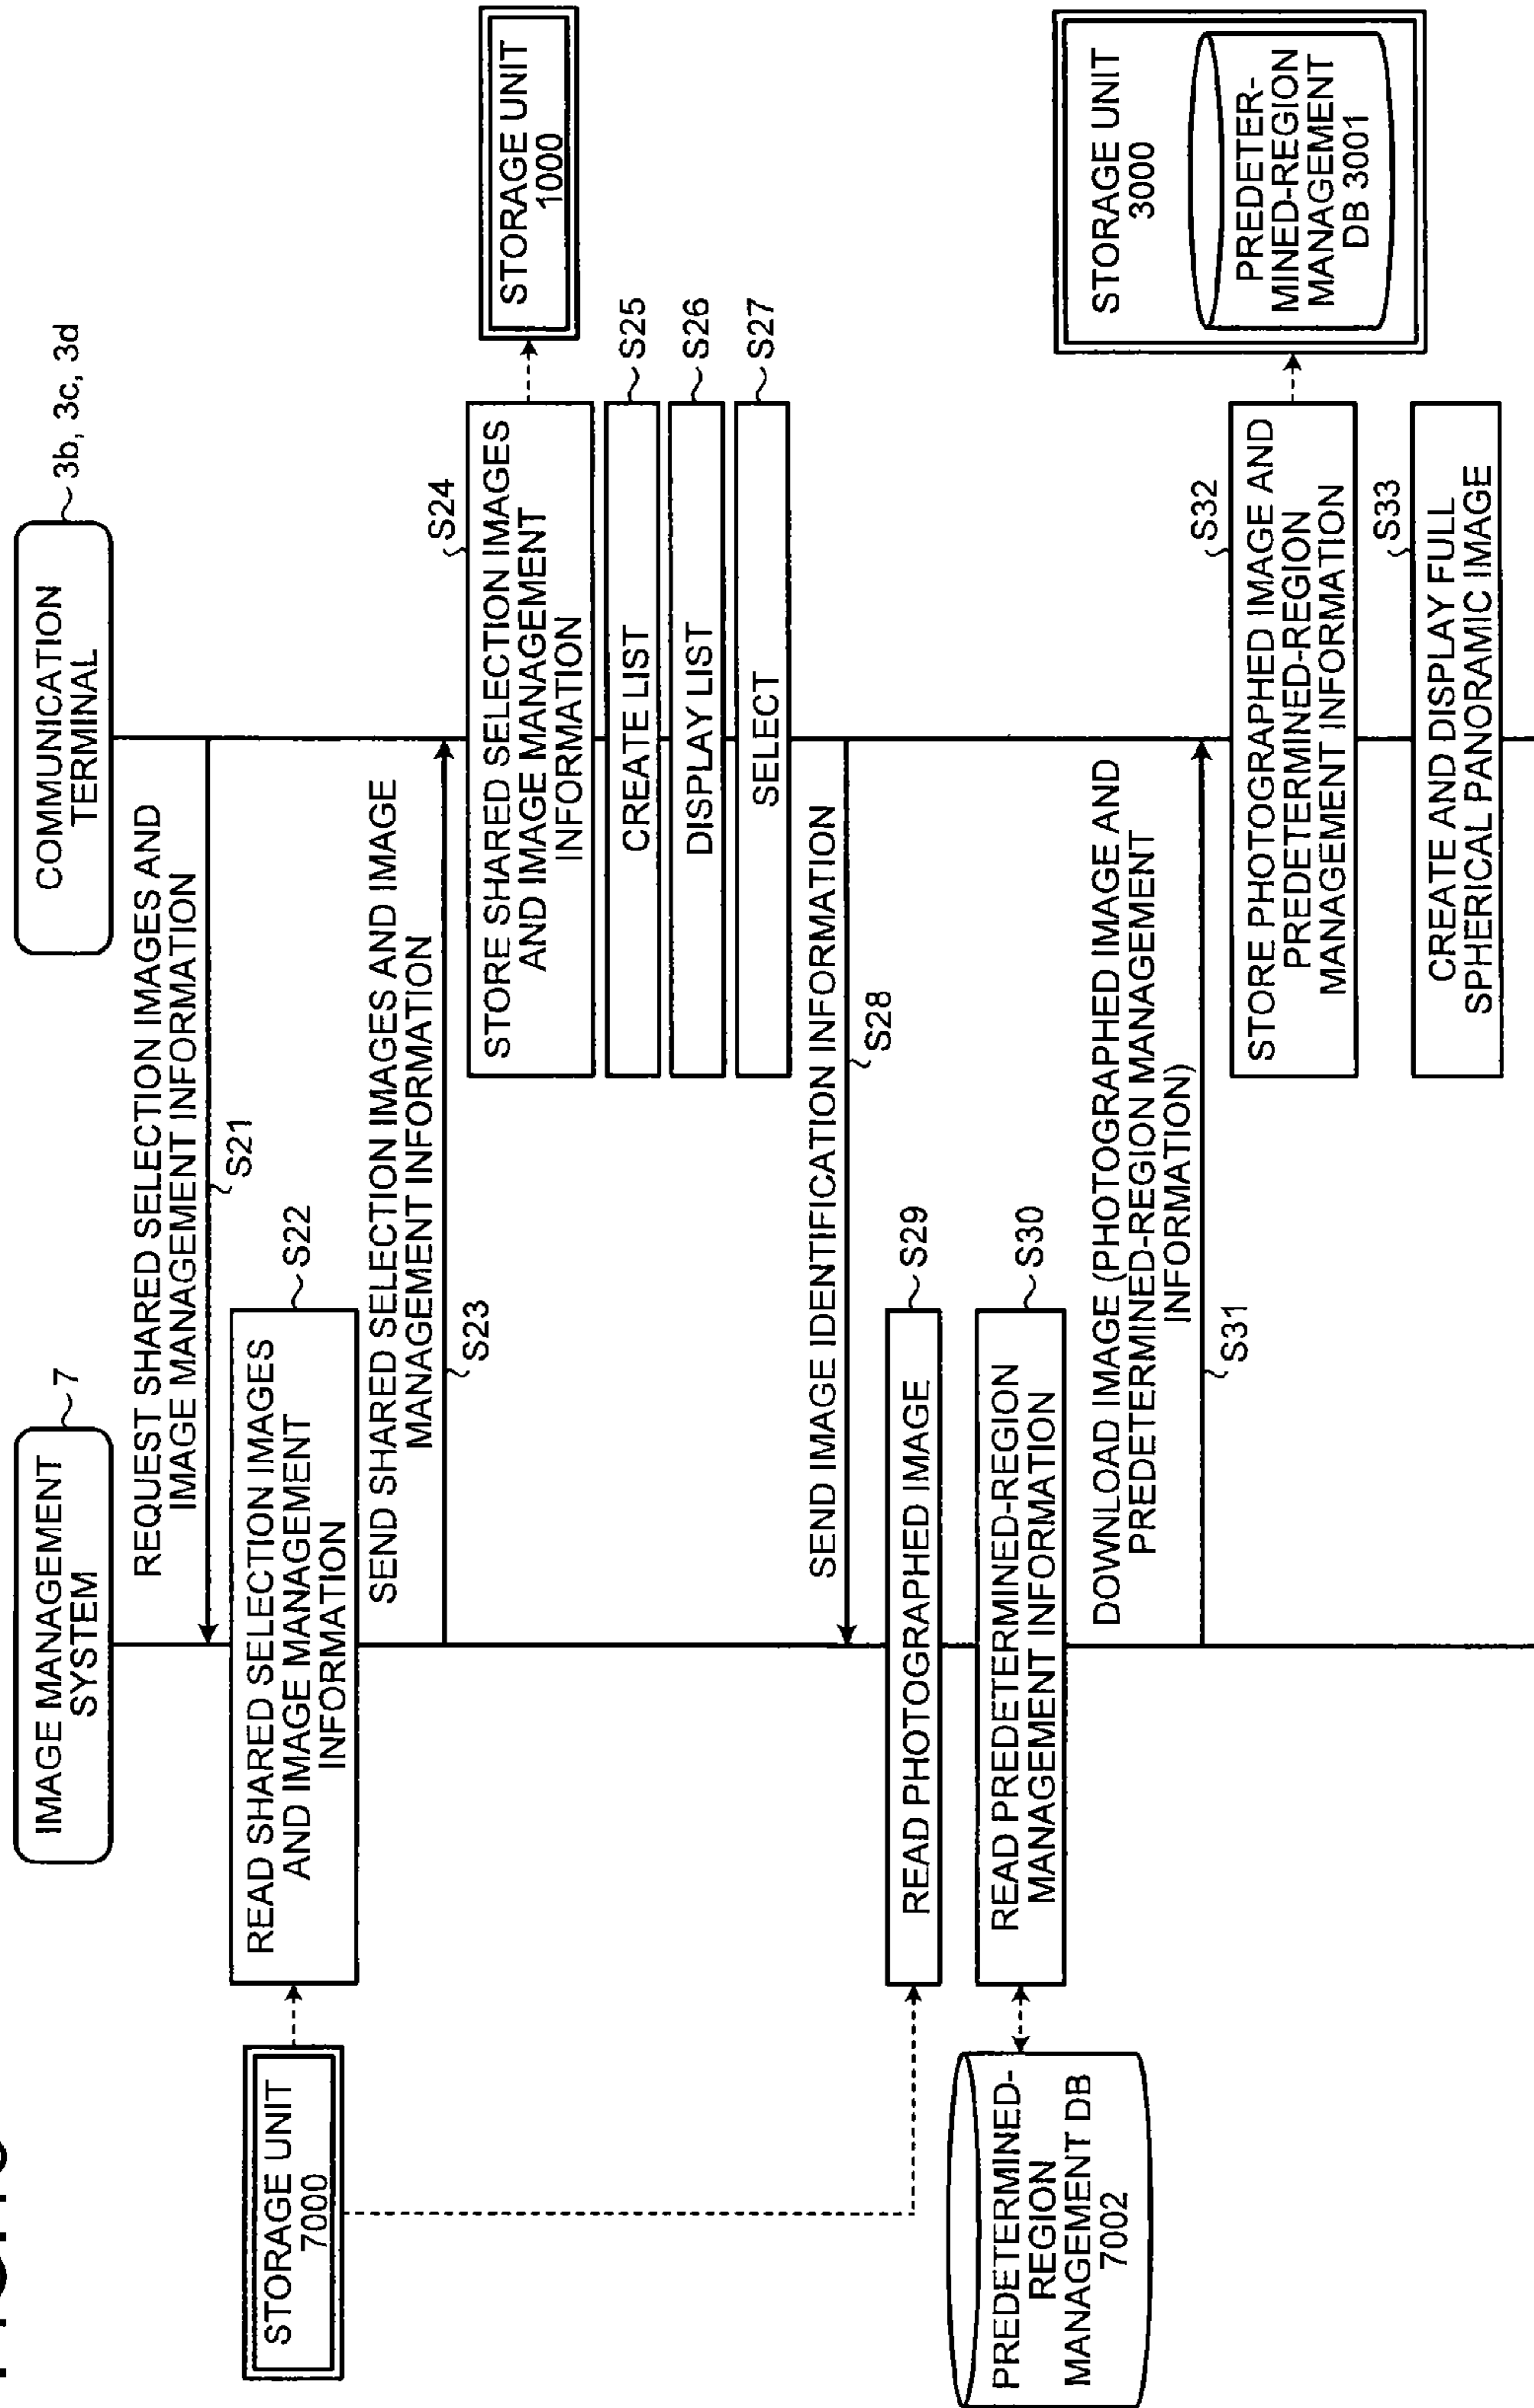 IMAGE MANAGEMENT
SYSTEM
7
COMMUNICATION
TERMINAL
3b, 3c, 3d
REQUEST SHARED SELECTION IMAGES AND
IMAGE MANAGEMENT INFORMATION
S21
STORAGE UNIT
7000
READ SHARED SELECTION IMAGES
AND IMAGE MANAGEMENT
INFORMATION
S22
SEND SHARED SELECTION IMAGES AND IMAGE
MANAGEMENT INFORMATION
S23
S24
STORE SHARED SELECTION IMAGES
AND IMAGE MANAGEMENT
INFORMATION
STORAGE UNIT
1000
CREATE LIST
S25
DISPLAY LIST
S26
SELECT
S27
SEND IMAGE IDENTIFICATION INFORMATION
S28
READ PHOTOGRAPHED IMAGE
S29
PREDETERMINED-
REGION
MANAGEMENT DB
7002
READ PREDETERMINED-REGION
MANAGEMENT INFORMATION
S30
DOWNLOAD IMAGE (PHOTOGRAPHED IMAGE AND
PREDETERMINED-REGION MANAGEMENT
INFORMATION)
S31
S32
STORE PHOTOGRAPHED IMAGE AND
PREDETERMINED-REGION
MANAGEMENT INFORMATION
STORAGE UNIT
3000
PREDETER-
MINED-REGION
MANAGEMENT
DB 3001
S33
CREATE AND DISPLAY FULL
SPHERICAL PANORAMIC IMAGE